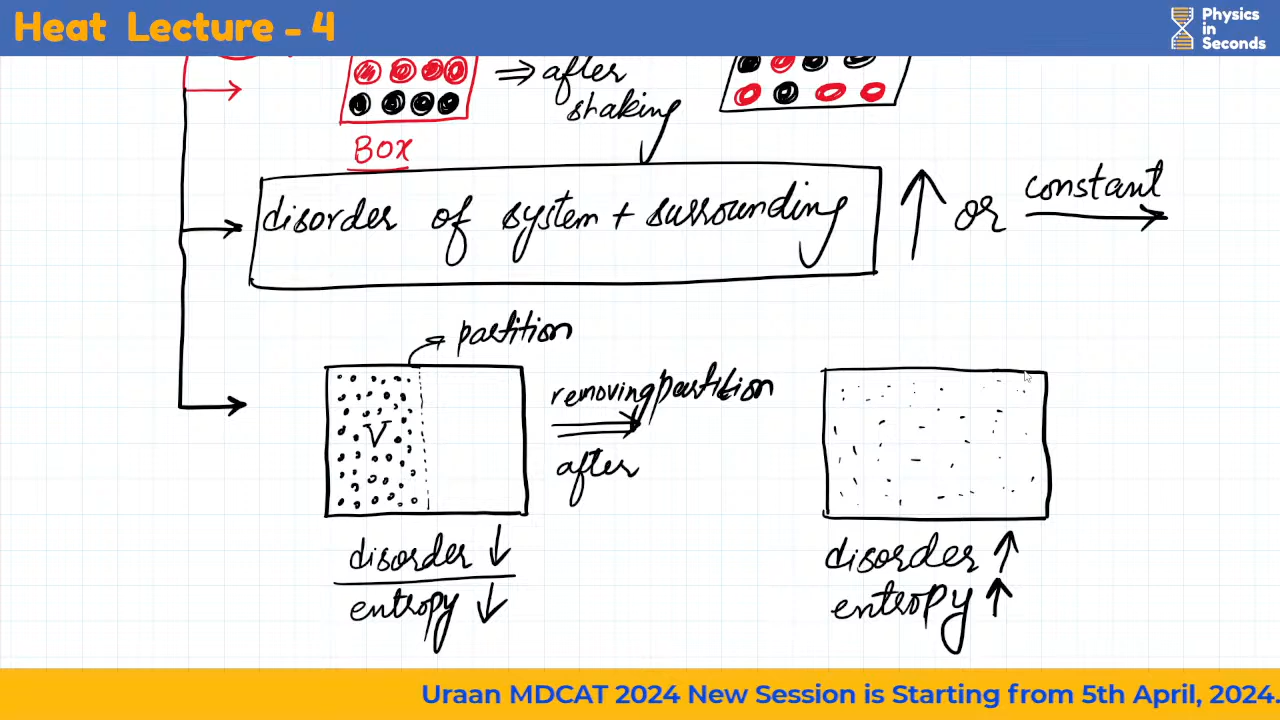 Heat Lecture - 4
Physics
in
Seconds
⇒ after
shaking
BOX
disorder of system + surrounding ↑ or constant
partition
removing partition
V
after
disorder ↓
entropy ↓
disorder ↑
entropy ↑
Uraan MDCAT 2024 New Session is Starting from 5th April, 2024.